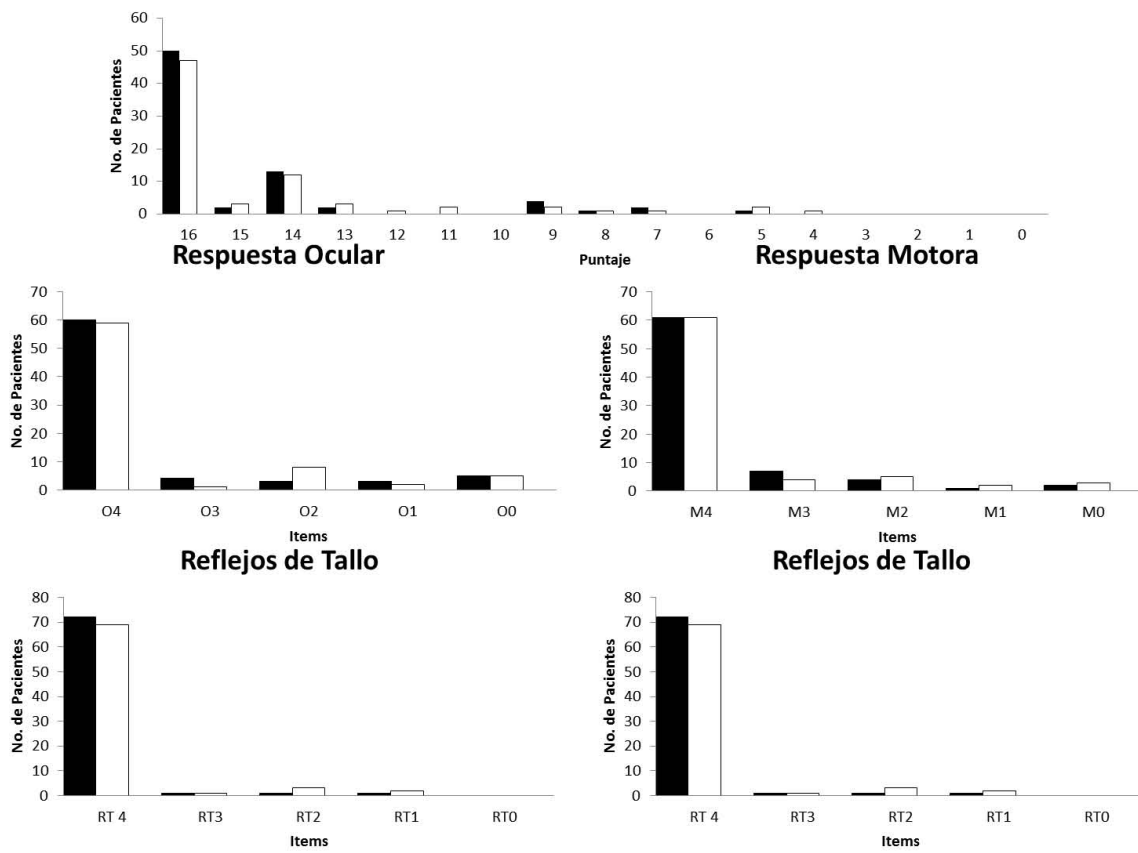 No. de Pacientes
60
50
40
30
20
10
0
16 15 14 13 12 11 10 9 8 7 6 5 4 3 2 1 0
Puntaje
Respuesta Ocular
No. de Pacientes
70
60
50
40
30
20
10
0
O4 O3 O2 O1 O0
Items
Respuesta Motora
No. de Pacientes
70
60
50
40
30
20
10
0
M4 M3 M2 M1 M0
Items
Reflejos de Tallo
No. de Pacientes
80
70
60
50
40
30
20
10
0
RT 4 RT3 RT2 RT1 RT0
Items
Reflejos de Tallo
No. de Pacientes
80
70
60
50
40
30
20
10
0
RT 4 RT3 RT2 RT1 RT0
Items